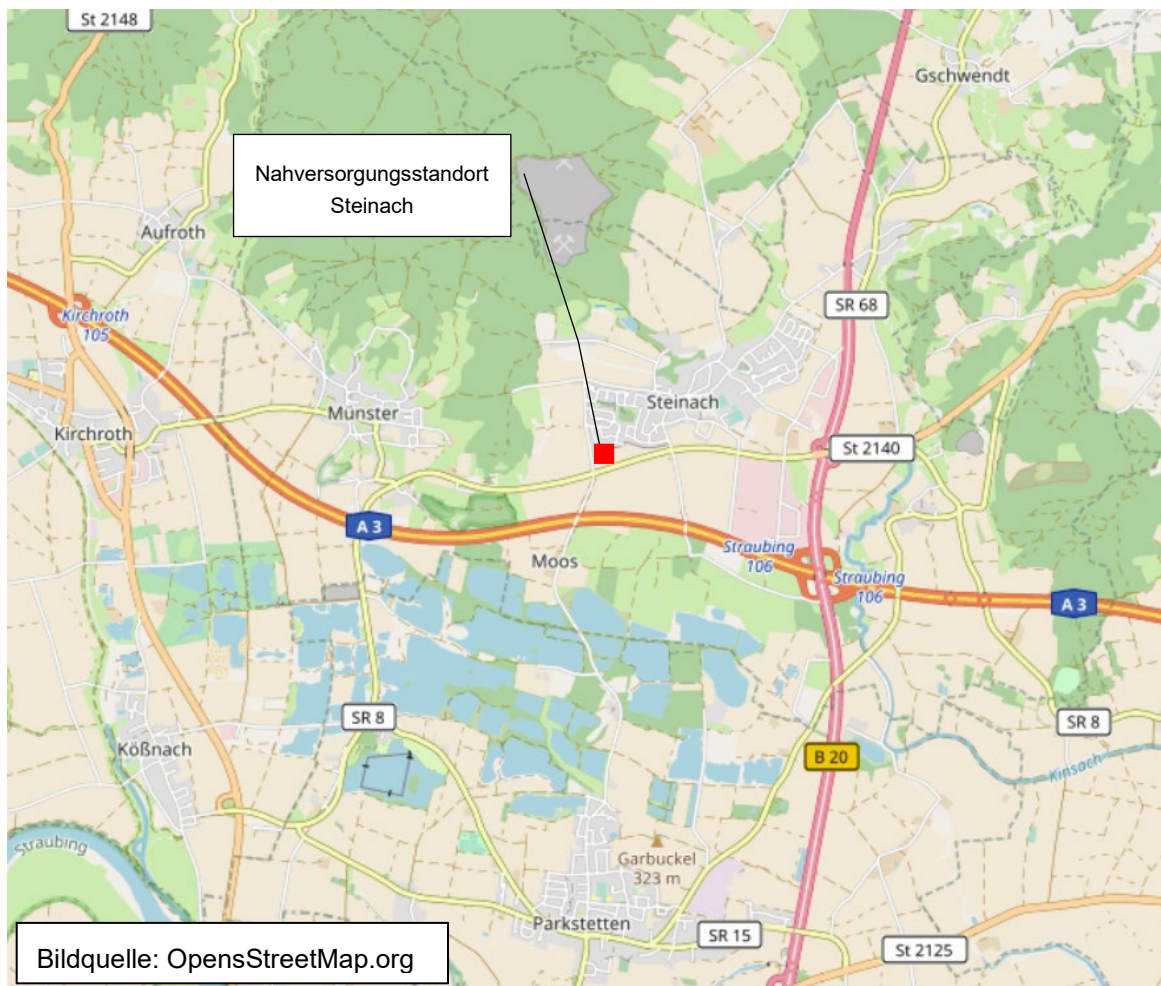 St 2148
Gschwendt
Nahversorgungsstandort
Steinach
Aufroth
SR 68
Kirchroth
105
Steinach
Münster
Kirchroth
St 2140
A 3
Straubing
106
Moos
Straubing
106
A 3
SR 8
SR 8
Kößnach
B 20
Kinsach
Straubing
Garbuckel
323 m
Parkstetten
SR 15
St 2125
Bildquelle: OpensStreetMap.org